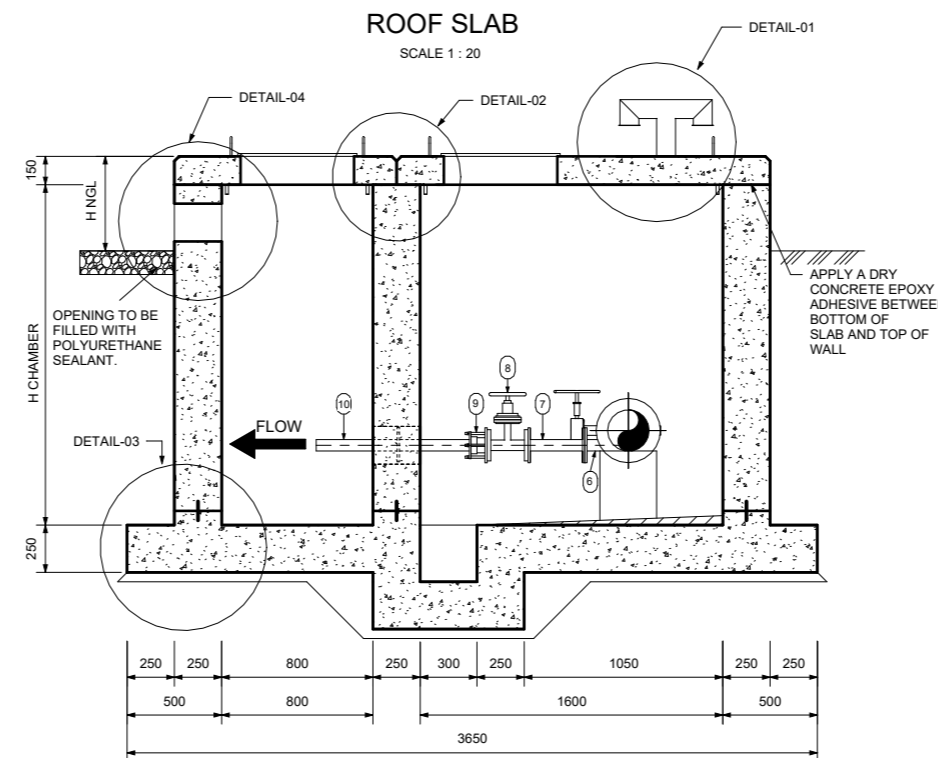 ROOF SLAB
SCALE 1 : 20
DETAIL-01
DETAIL-04
DETAIL-02
150
H NGL
H CHAMBER
OPENING TO BE
FILLED WITH
POLYURETHANE
SEALANT.
APPLY A DRY
CONCRETE EPOXY
ADHESIVE BETWEE
BOTTOM OF
SLAB AND TOP OF
WALL
8
10
9
7
FLOW
DETAIL-03
6
250
250 250 800 250 300 250 1050 250 250
500 800 1600 500
3650